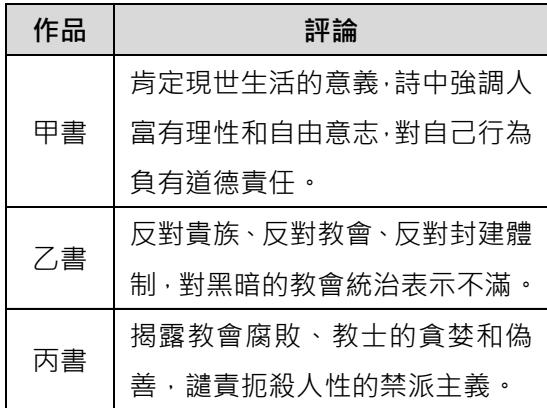 作品 評論
甲書 肯定現世生活的意義，詩中強調人
富有理性和自由意志，對自己行為
負有道德責任。
乙書 反對貴族、反對教會、反對封建體
制，對黑暗的教會統治表示不滿。
丙書 揭露教會腐敗、教士的貪婪和偽
善，譴責扼殺人性的禁派主義。